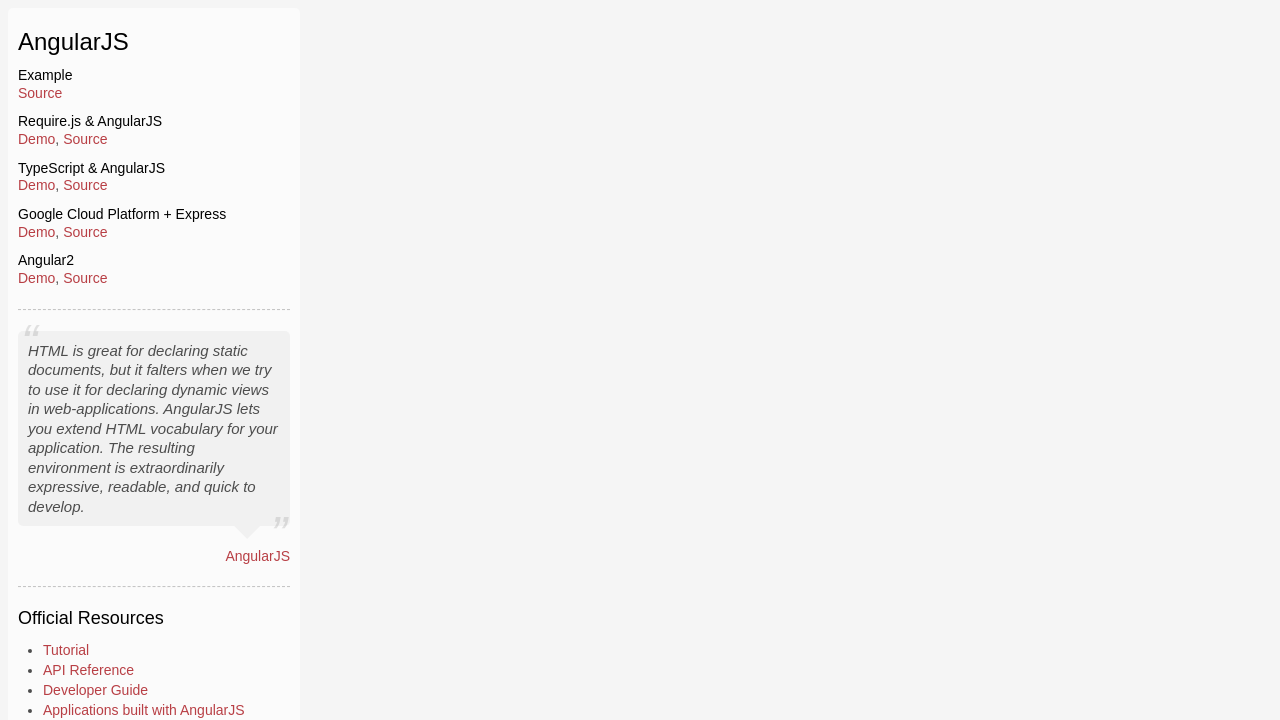 AngularJS
Example
Source
Require.js & AngularJS
Demo, Source
TypeScript & AngularJS
Demo, Source
Google Cloud Platform + Express
Demo, Source
Angular2
Demo, Source
“
HTML is great for declaring static
documents, but it falters when we try
to use it for declaring dynamic views
in web-applications. AngularJS lets
you extend HTML vocabulary for your
application. The resulting
environment is extraordinarily
expressive, readable, and quick to
develop.
”
AngularJS
Official Resources
• Tutorial
• API Reference
• Developer Guide
• Applications built with AngularJS